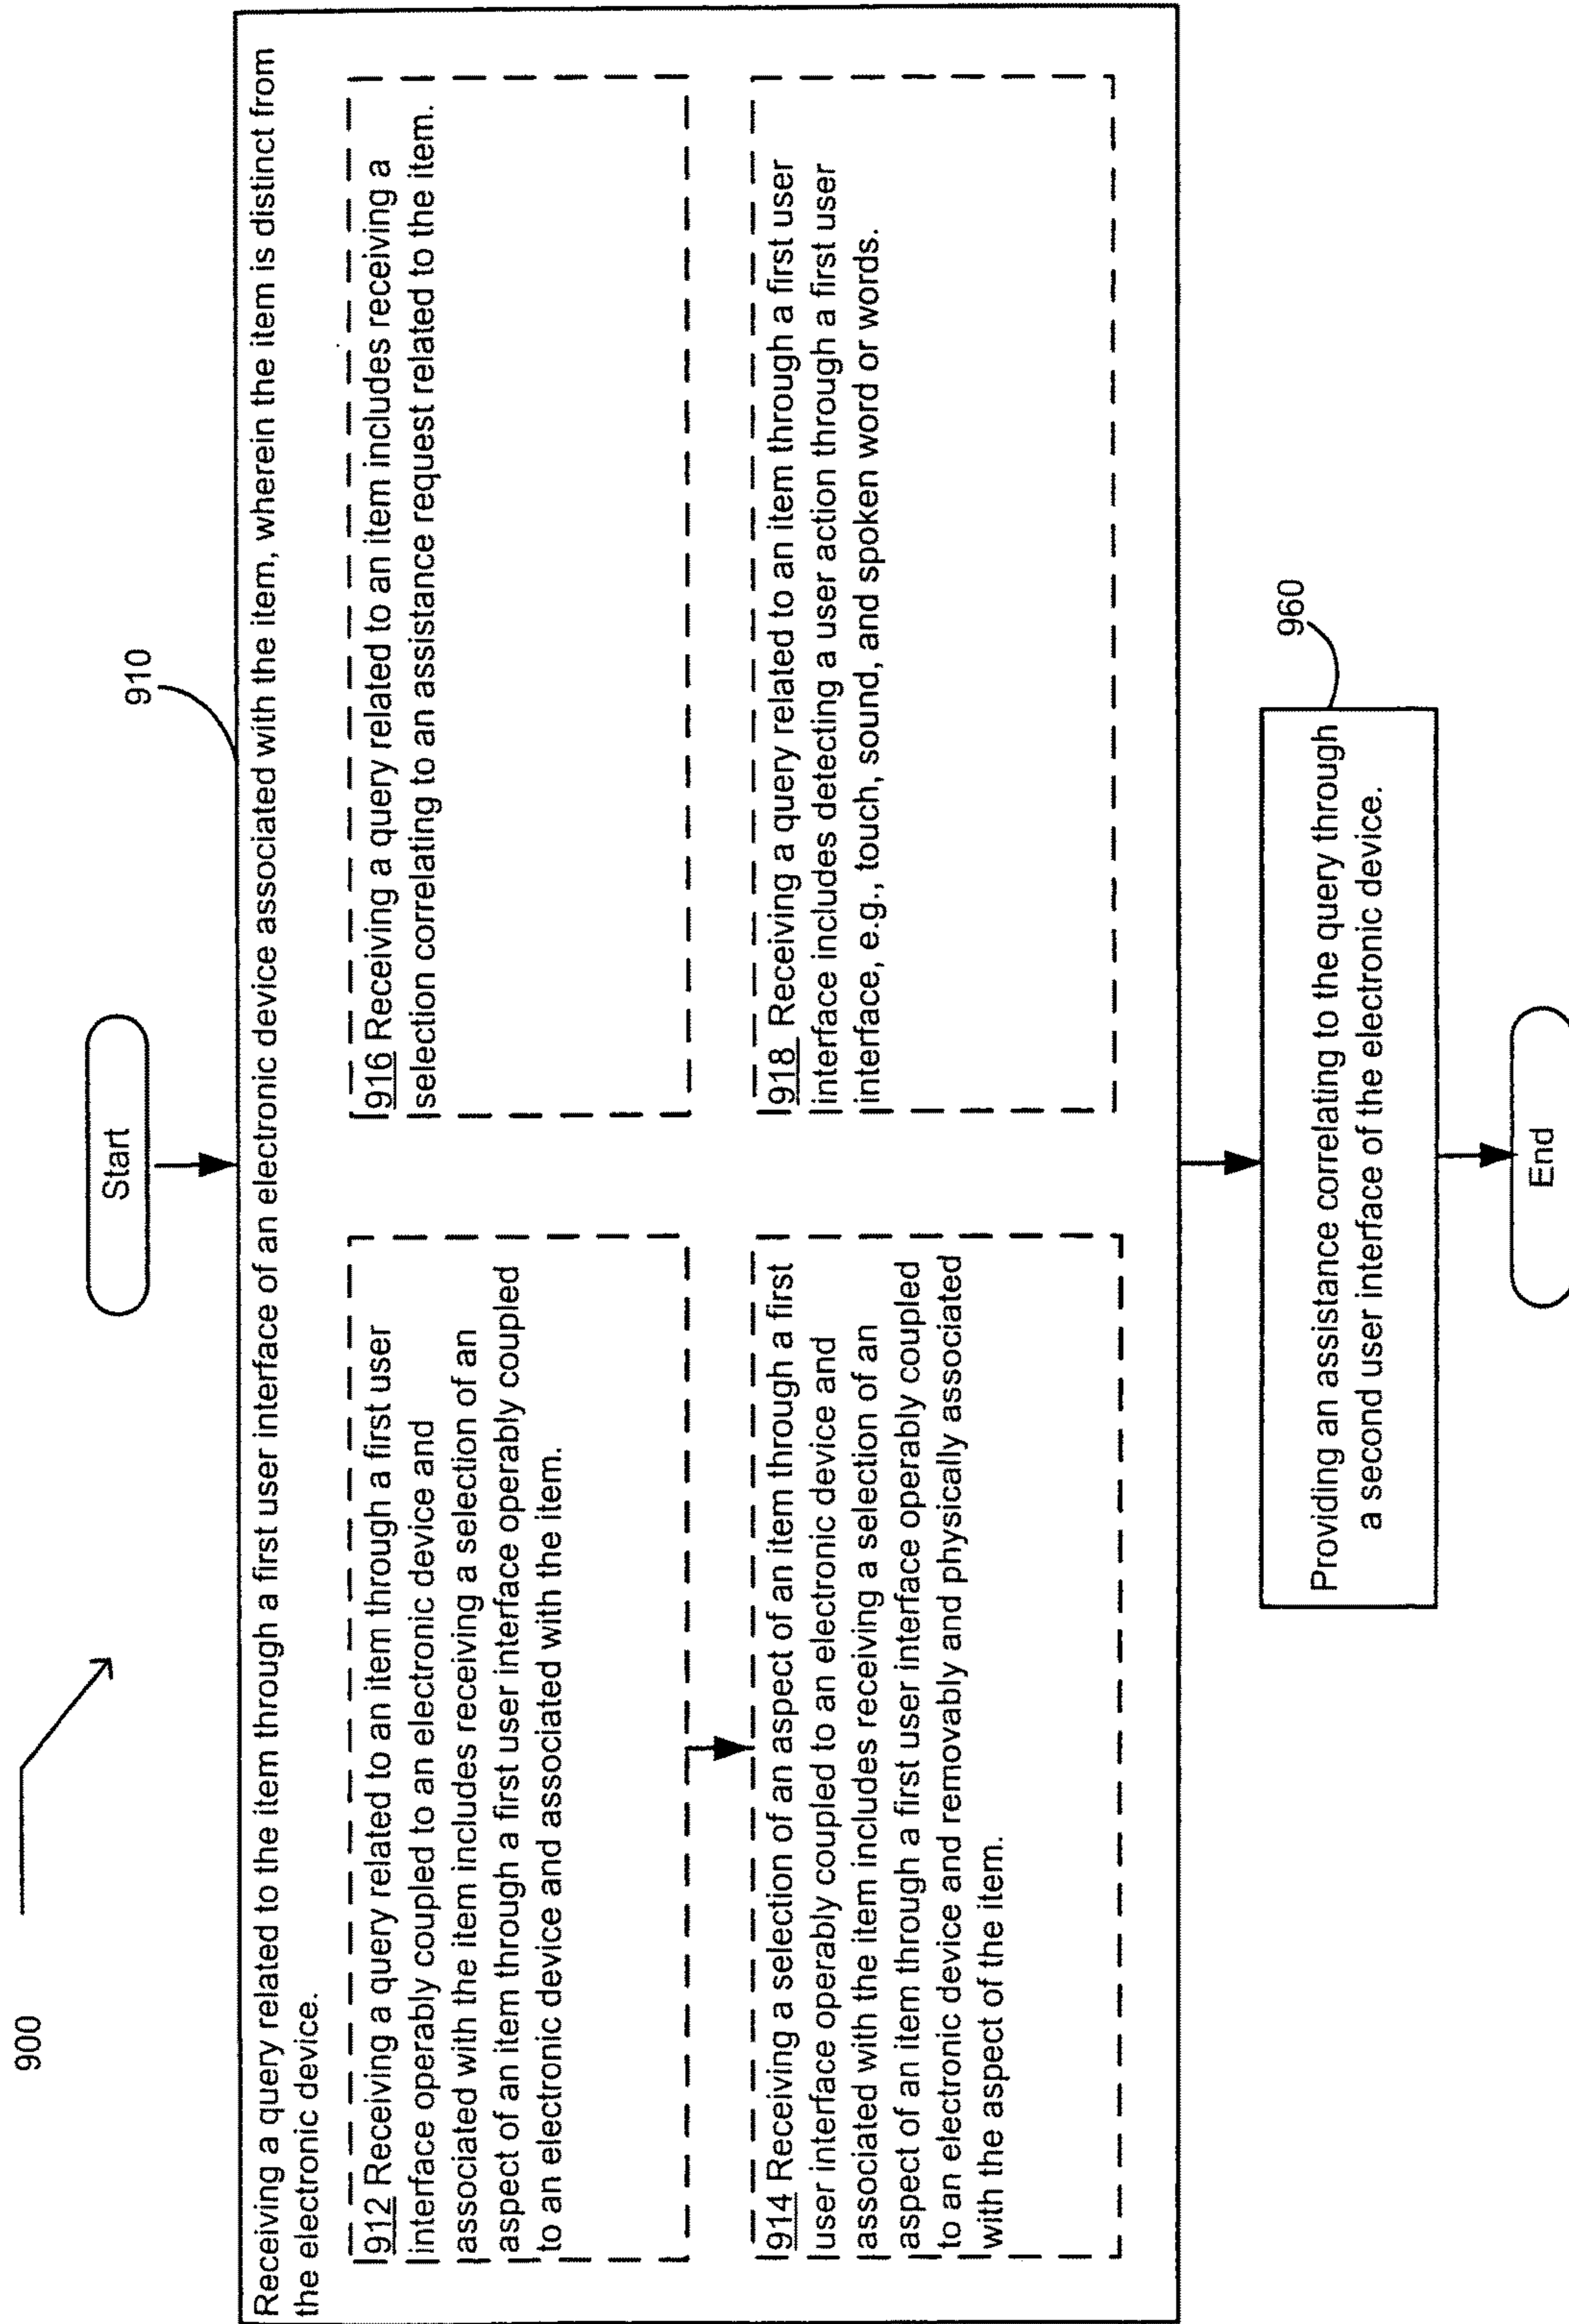 900
Start
910
Receiving a query related to the item through a first user interface of an electronic device associated with the item, wherein the item is distinct from
the electronic device.
912 Receiving a query related to an item through a first user
interface operably coupled to an electronic device and
associated with the item includes receiving a selection of an
aspect of an item through a first user interface operably coupled
to an electronic device and associated with the item.
914 Receiving a selection of an aspect of an item through a first
user interface operably coupled to an electronic device and
associated with the item includes receiving a selection of an
aspect of an item through a first user interface operably coupled
to an electronic device and removably and physically associated
with the aspect of the item.
916 Receiving a query related to an item includes receiving a
selection correlating to an assistance request related to the item.
918 Receiving a query related to an item through a first user
interface includes detecting a user action through a first user
interface, e.g., touch, sound, and spoken word or words.
960
Providing an assistance correlating to the query through
a second user interface of the electronic device.
End